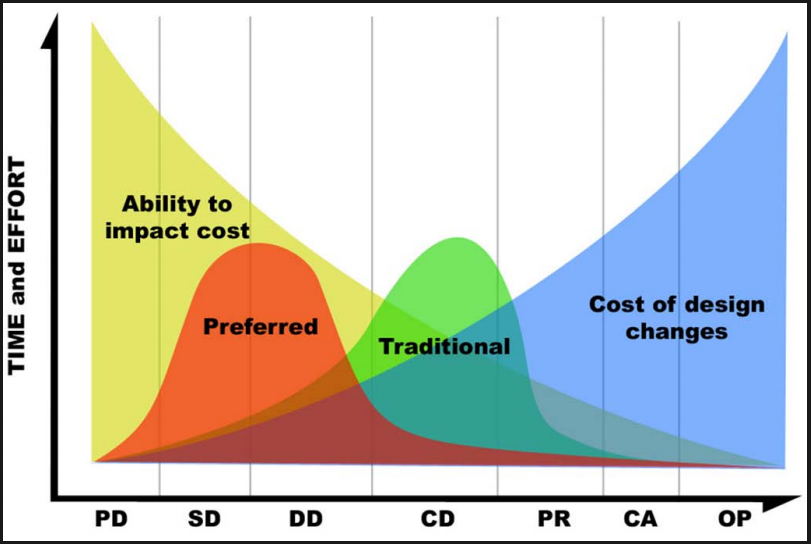 TIME and EFFORT
Ability to
impact cost
Preferred
Traditional
Cost of design
changes
PD SD DD CD PR CA OP